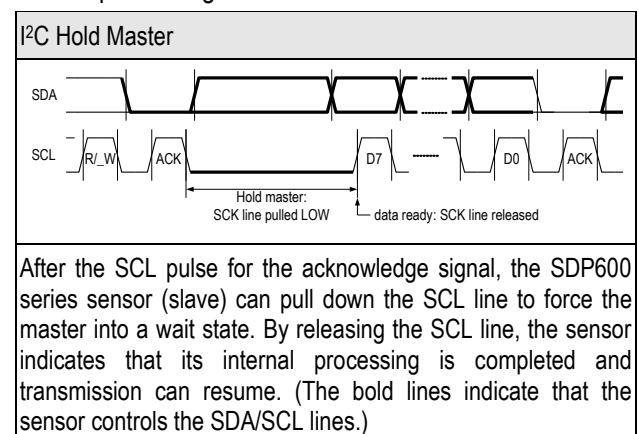 I²C Hold Master
SDA
SCL
R/_W
ACK
D7
D0
ACK
Hold master:
SCK line pulled LOW
data ready: SCK line released
After the SCL pulse for the acknowledge signal, the SDP600
series sensor (slave) can pull down the SCL line to force the
master into a wait state. By releasing the SCL line, the sensor
indicates that its internal processing is completed and
transmission can resume. (The bold lines indicate that the
sensor controls the SDA/SCL lines.)